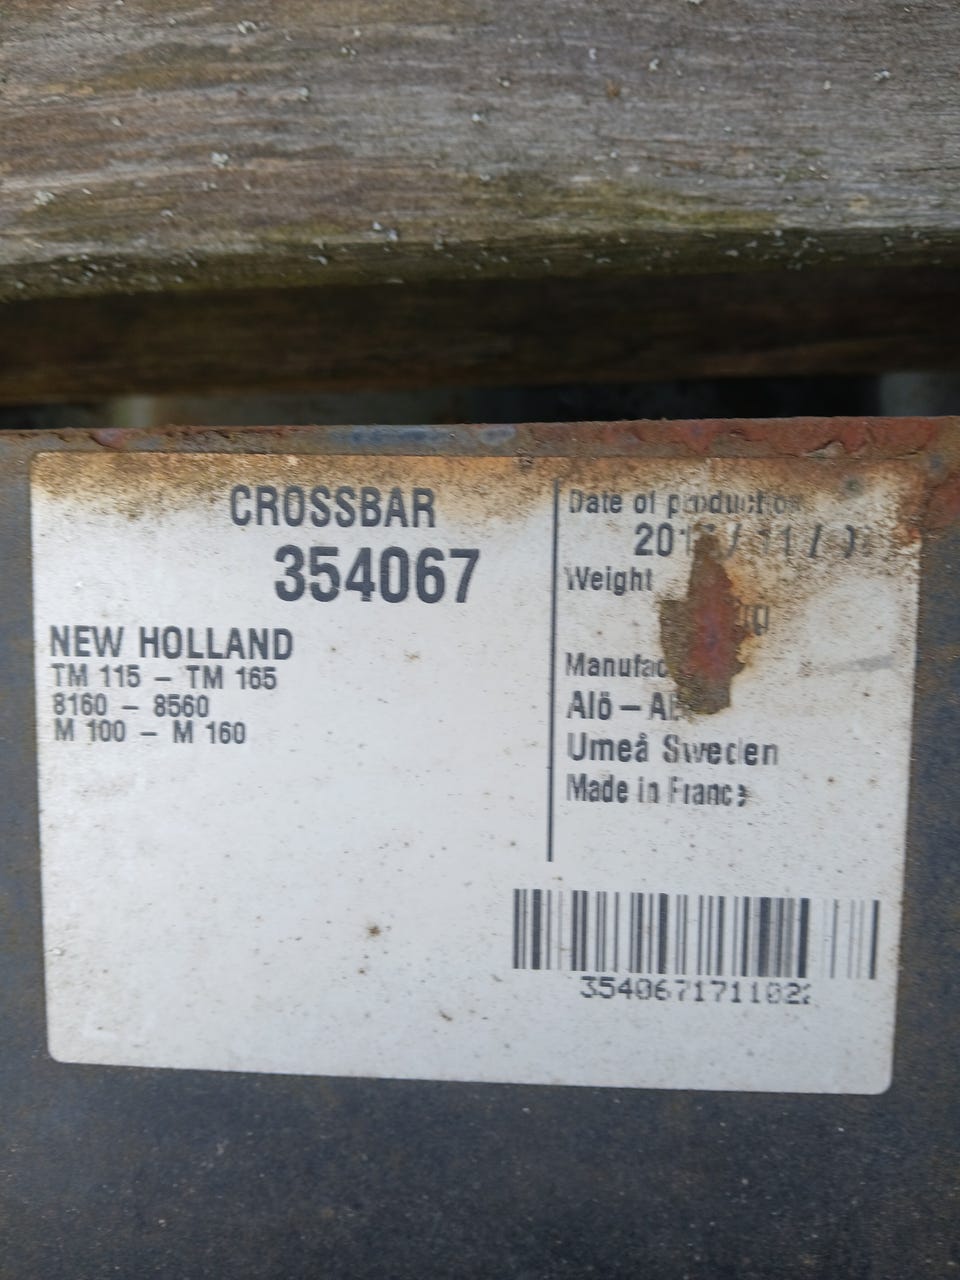 CROSSBAR
354067
NEW HOLLAND
TM 115 – TM 165
8160 – 8560
M 100 – M 160
Date of production
Weight
Alö –
Umeå Sweden
Made in France